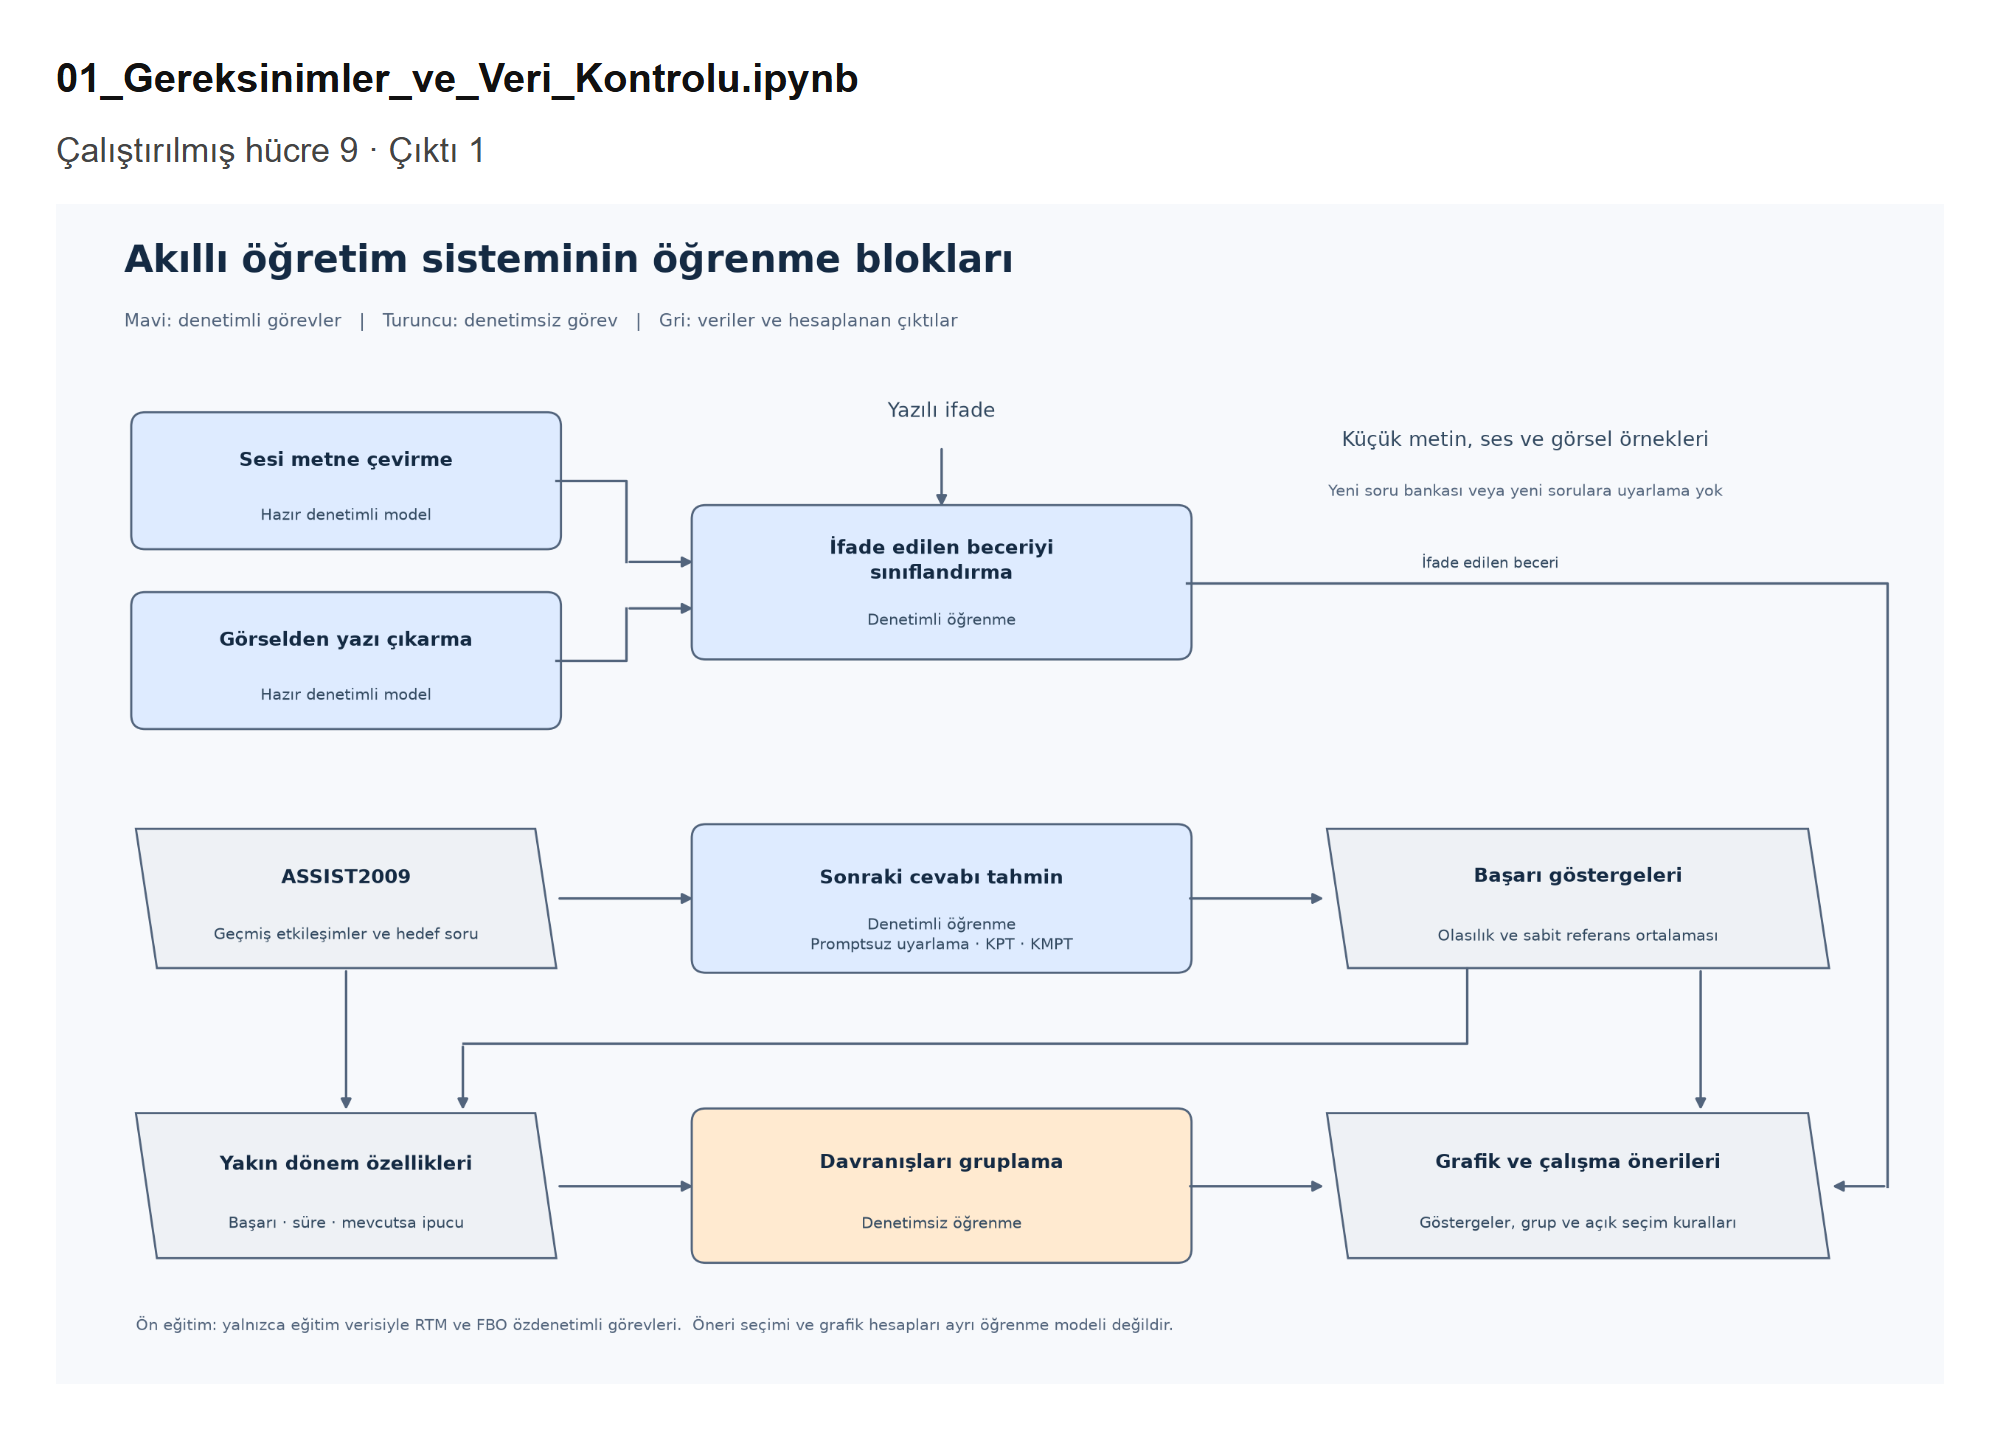 01_Gereksinimler_ve_Veri_Kontrolu.ipynb
Çalıştırılmış hücre 9 · Çıktı 1
Akıllı öğretim sisteminin öğrenme blokları
Mavi: denetimli görevler | Turuncu: denetimsiz görev | Gri: veriler ve hesaplanan çıktılar
Sesi metne çevirme
Hazır denetimli model
Görselden yazı çıkarma
Hazır denetimli model
Yazılı ifade
İfade edilen beceriyi
sınıflandırma
Denetimli öğrenme
Küçük metin, ses ve görsel örnekleri
Yeni soru bankası veya yeni sorulara uyarlama yok
İfade edilen beceri
ASSIST2009
Geçmiş etkileşimler ve hedef soru
Sonraki cevabı tahmin
Denetimli öğrenme
Promptsuz uyarlama · KPT · KMPT
Başarı göstergeleri
Olasılık ve sabit referans ortalaması
Yakın dönem özellikleri
Başarı · süre · mevcutsa ipucu
Davranışları gruplama
Denetimsiz öğrenme
Grafik ve çalışma önerileri
Göstergeler, grup ve açık seçim kuralları
Ön eğitim: yalnızca eğitim verisiyle RTM ve FBO özdenetimli görevleri. Öneri seçimi ve grafik hesapları ayrı öğrenme modeli değildir.